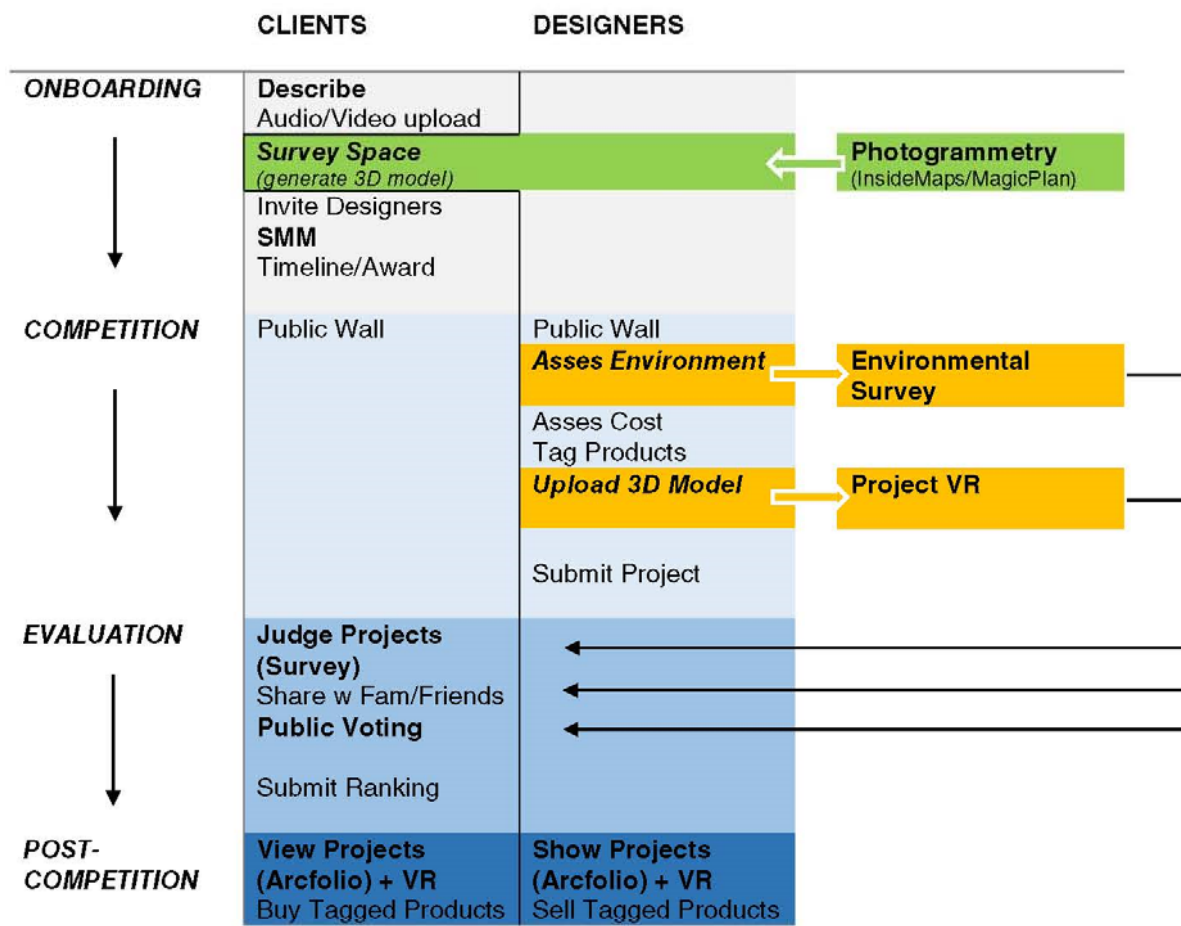 CLIENTS DESIGNERS
ONBOARDING Describe
Audio/Video upload
Survey Space Photogrammetry
(generate 3D model) (InsideMaps/MagicPlan)
Invite Designers
SMM
Timeline/Award
COMPETITION Public Wall Public Wall
Asses Environment Environmental
Survey
Asses Cost
Tag Products
Upload 3D Model Project VR
Submit Project
EVALUATION Judge Projects
(Survey)
Share w Fam/Friends
Public Voting
Submit Ranking
POST- View Projects Show Projects
COMPETITION (Arcfolio) + VR (Arcfolio) + VR
Buy Tagged Products Sell Tagged Products